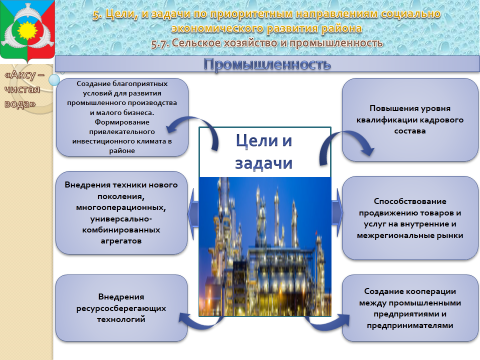 5. Цели, и задачи по приоритетным направлениям социально
экономического развития района
5.7. Сельское хозяйство и промышленность
«Аксу –
чистая
вода»
Промышленность
Создание благоприятных
условий для развития
промышленного производства
и малого бизнеса.
Формирование
привлекательного
инвестиционного климата в
районе
Внедрения техники нового
поколения,
многооперационных,
универсально-
комбинированных
агрегатов
Внедрения
ресурсосберегающих
технологий
Цели и
задачи
Повышения уровня
квалификации кадрового
состава
Способствование
продвижению товаров и
услуг на внутренние и
межрегиональные рынки
Создание кооперации
между промышленными
предприятиями и
предпринимателями